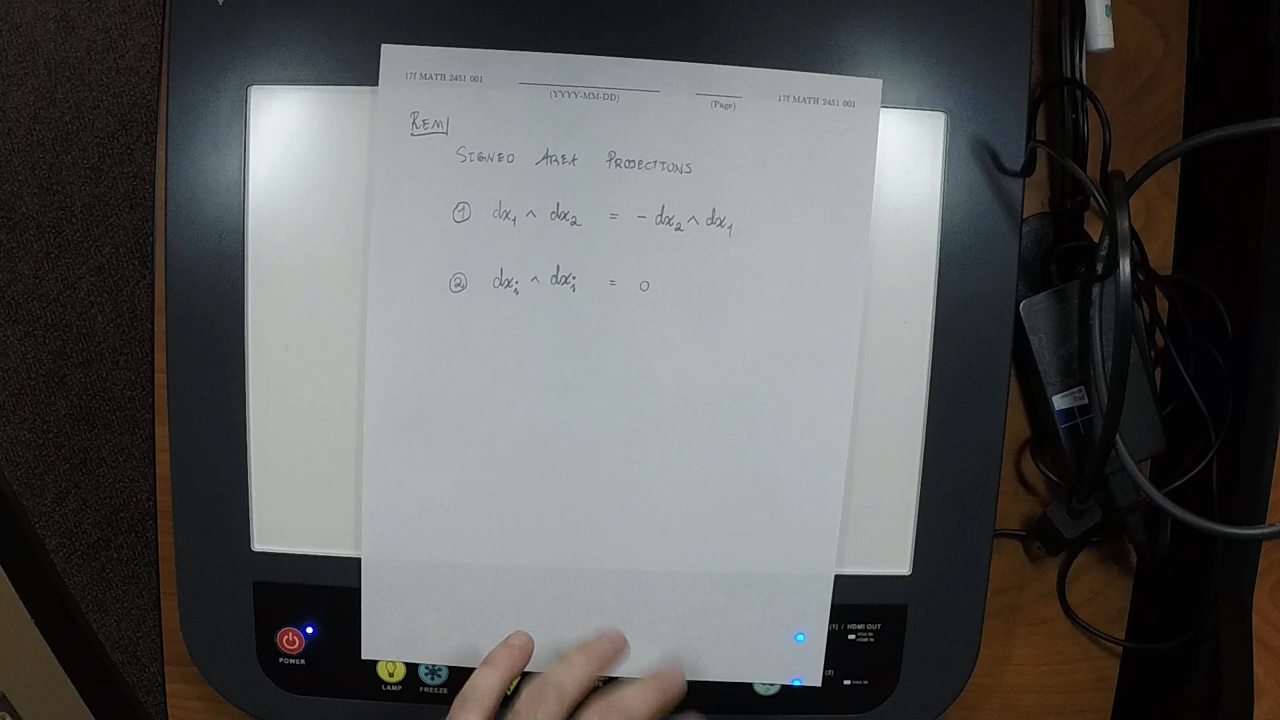 17f MATH 2451 001
(YYYY-MM-DD)
(Page)
17f MATH 2451 001
REM
SIGNED AREA PROJECTIONS
① dx₁ ∧ dx₂ = - dx₂ ∧ dx₁
② dxᵢ ∧ dxᵢ = 0
POWER
LAMP
FREEZE
HDMI OUT